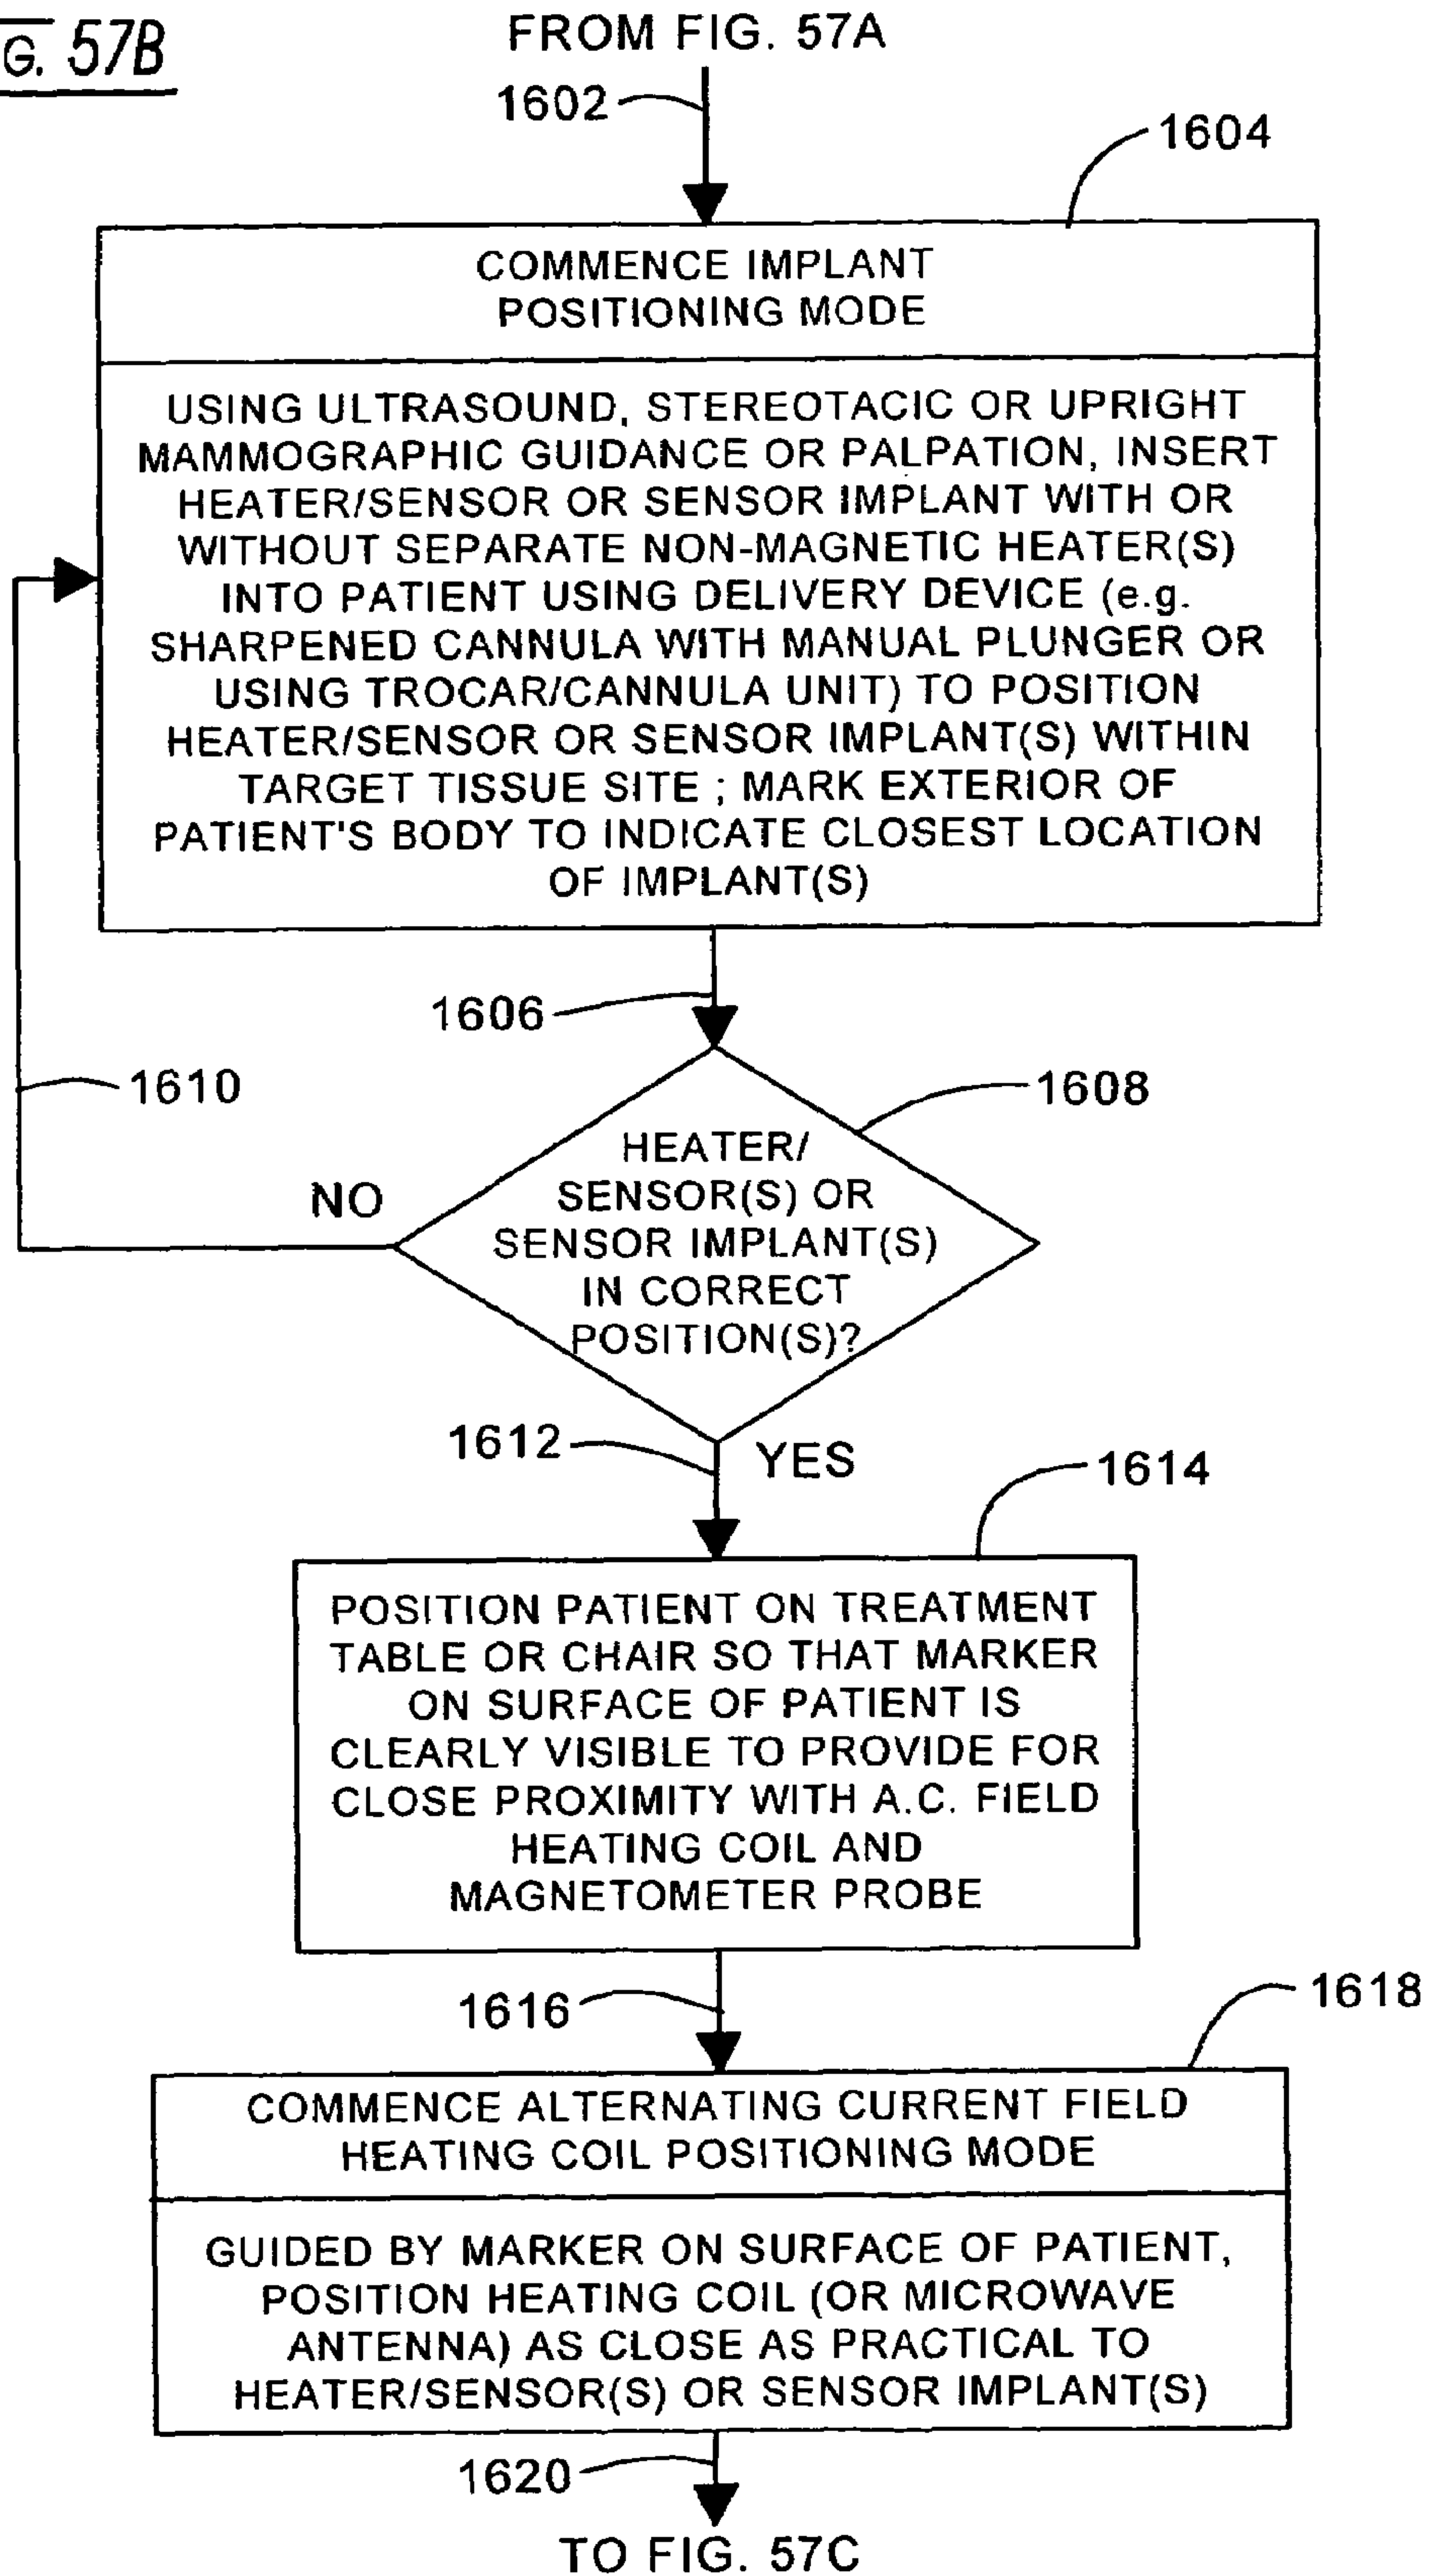 G. 57B
FROM FIG. 57A
1602
1604
COMMENCE IMPLANT
POSITIONING MODE
USING ULTRASOUND, STEREOTACIC OR UPRIGHT
MAMMOGRAPHIC GUIDANCE OR PALPATION, INSERT
HEATER/SENSOR OR SENSOR IMPLANT WITH OR
WITHOUT SEPARATE NON-MAGNETIC HEATER(S)
INTO PATIENT USING DELIVERY DEVICE (e.g.
SHARPENED CANNULA WITH MANUAL PLUNGER OR
USING TROCAR/CANNULA UNIT) TO POSITION
HEATER/SENSOR OR SENSOR IMPLANT(S) WITHIN
TARGET TISSUE SITE ; MARK EXTERIOR OF
PATIENT'S BODY TO INDICATE CLOSEST LOCATION
OF IMPLANT(S)
1606
1610
1608
HEATER/
SENSOR(S) OR
SENSOR IMPLANT(S)
IN CORRECT
POSITION(S)?
NO
1612
YES
1614
POSITION PATIENT ON TREATMENT
TABLE OR CHAIR SO THAT MARKER
ON SURFACE OF PATIENT IS
CLEARLY VISIBLE TO PROVIDE FOR
CLOSE PROXIMITY WITH A.C. FIELD
HEATING COIL AND
MAGNETOMETER PROBE
1616
1618
COMMENCE ALTERNATING CURRENT FIELD
HEATING COIL POSITIONING MODE
GUIDED BY MARKER ON SURFACE OF PATIENT,
POSITION HEATING COIL (OR MICROWAVE
ANTENNA) AS CLOSE AS PRACTICAL TO
HEATER/SENSOR(S) OR SENSOR IMPLANT(S)
1620
TO FIG. 57C